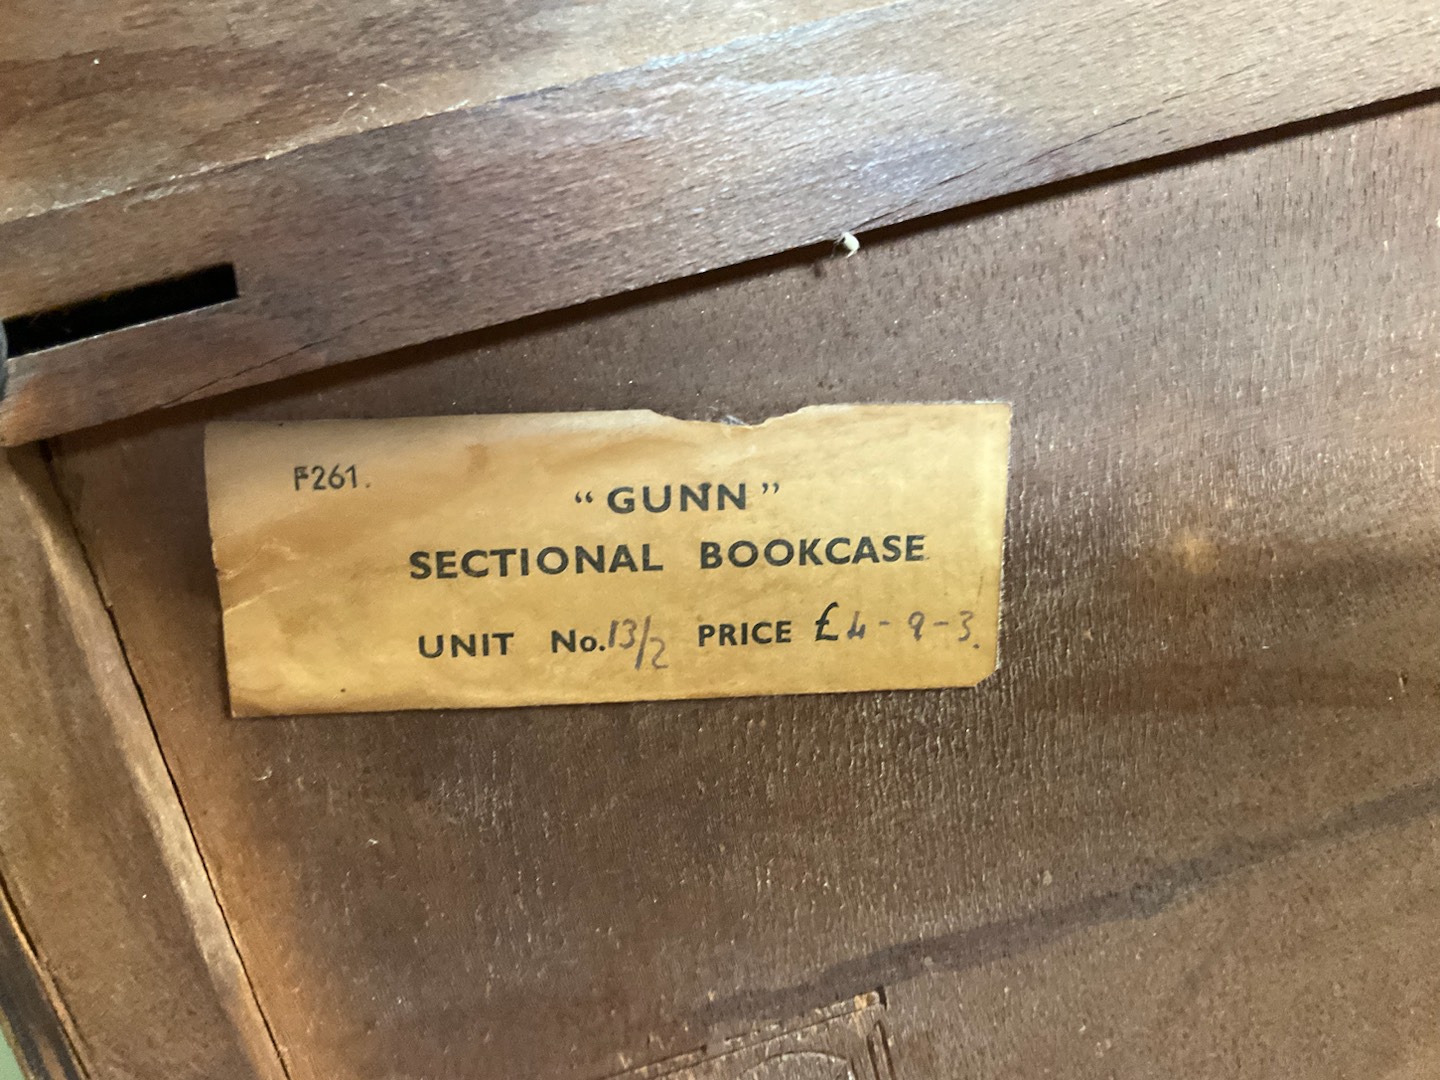 F261.
“GUNN”
SECTIONAL BOOKCASE
UNIT No. 13/2 PRICE £4-9-3.